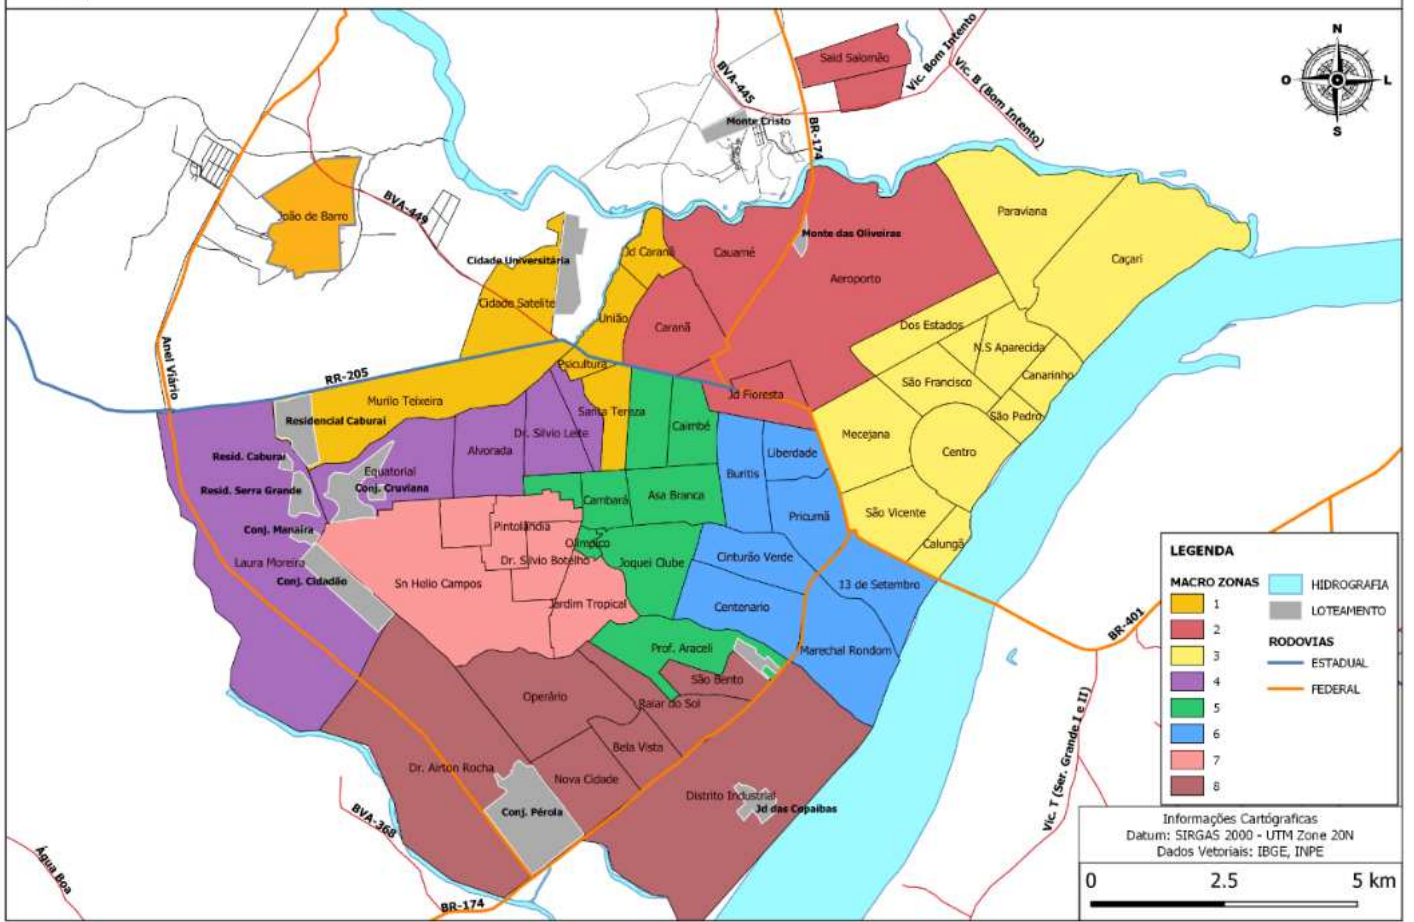 Said Salomão
Vic. Bom Intento
Vic. B (Bom Intento)
BVA-445
Monte Cristo
BR-174
N
O
L
S
João de Barro
BVA-449
Paraviana
Caçari
Cauamé
Monte das Oliveiras
Aeroporto
Jd Caranã
Cidade Universitária
Cidade Satelite
União
Caranã
Dos Estados
N.S Aparecida
Canarinho
São Francisco
São Pedro
Anel Viário
RR-205
Psicultura
Murilo Teixeira
Santa Tereza
Jd Floresta
Residencial Caburai
Resid. Caburai
Alvorada
Dr. Silvio Leite
Caimbé
Liberdade
Mecejana
Centro
Equatorial
Buritis
Resid. Serra Grande
Conj. Cruviana
Cambará
Asa Branca
São Vicente
Pricumã
Conj. Manaira
Pintolândia
Olimpico
Calungã
Laura Moreira
Conj. Cidadão
Sn Helio Campos
Dr. Silvio Botelho
Joquei Clube
Cinturão Verde
13 de Setembro
Jardim Tropical
Centenario
Prof. Araceli
Marechal Rondom
São Bento
Operário
Raiar do Sol
Bela Vista
Dr. Airton Rocha
Nova Cidade
Distrito Industrial
Jd das Copaibas
Conj. Pérola
BVA-368
Água Boa
BR-174
BR-401
Vic. T (Ser. Grande I e II)
LEGENDA
MACRO ZONAS
1
2
3
4
5
6
7
8
HIDROGRAFIA
LOTEAMENTO
RODOVIAS
ESTADUAL
FEDERAL
Informações Cartógraficas
Datum: SIRGAS 2000 - UTM Zone 20N
Dados Vetoriais: IBGE, INPE
0 2.5 5 km